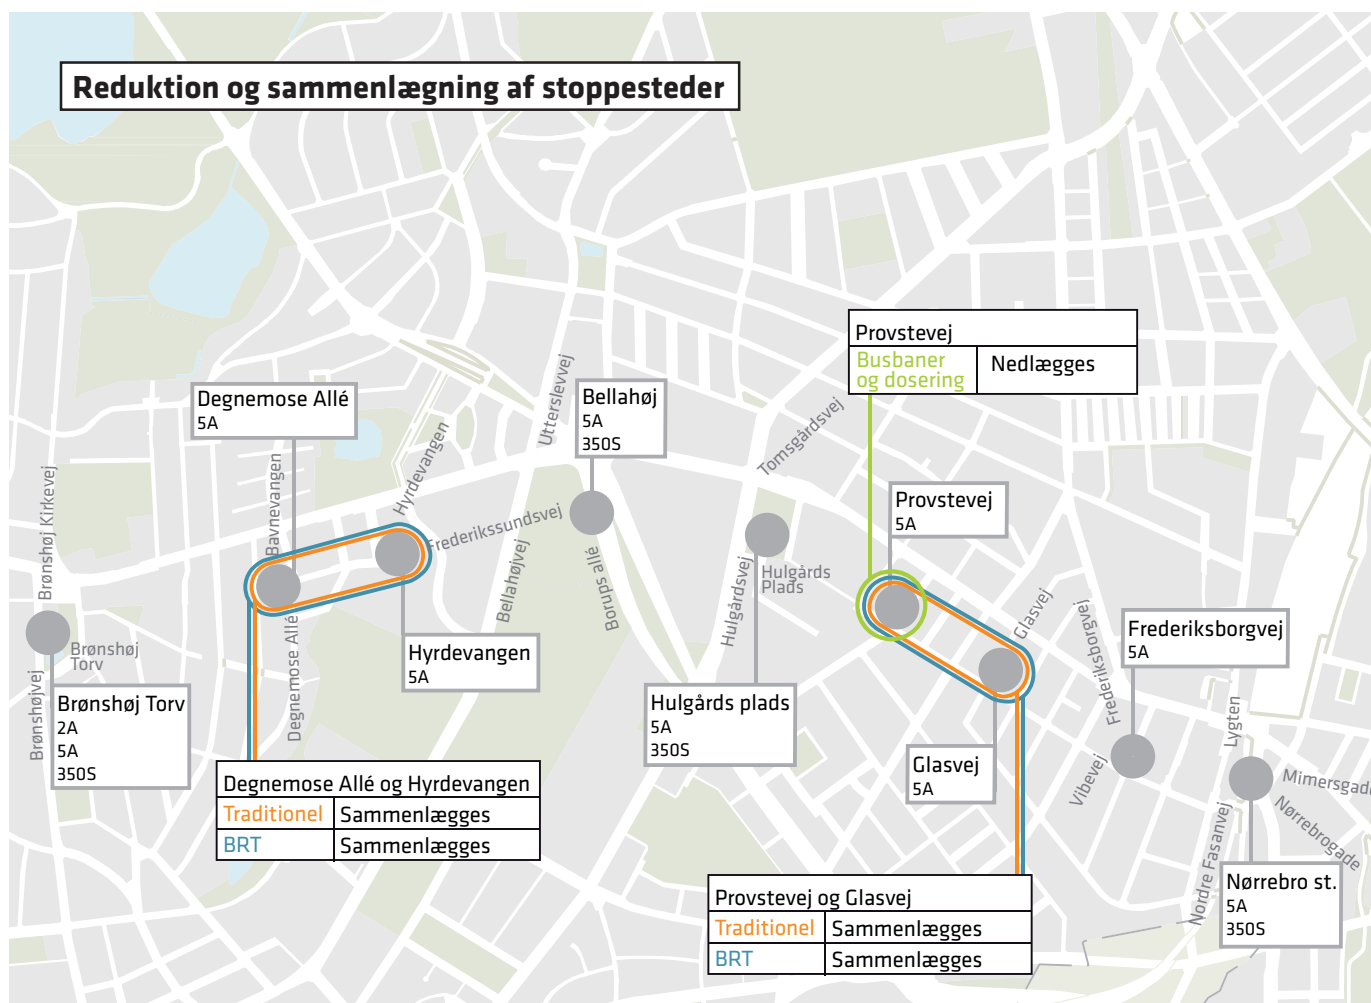 Reduktion og sammenlægning af stoppesteder
Provstevej
Busbaner
og dosering
Nedlægges
Degnemose Allé
5A
Bellahøj
5A
350S
Provstevej
5A
Hyrdevangen
5A
Brønshøj Torv
2A
5A
350S
Hulgårds plads
5A
350S
Glasvej
5A
Frederiksborgvej
5A
Nørrebro st.
5A
350S
Degnemose Allé og Hyrdevangen
Traditionel Sammenlægges
BRT Sammenlægges
Provstevej og Glasvej
Traditionel Sammenlægges
BRT Sammenlægges
Brønshøj Kirkevej
Brønshøj
Torv
Brønshøjvej
Bavnevangen
Degnemose Allé
Hyrdevangen
Frederikssundsvej
Utterslevvej
Bellahøjvej
Borups allé
Tomsgårdsvej
Hulgårdsvej
Hulgårds
Plads
Glasvej
Frederiksborgvej
Vibevej
Lygten
Mimersgade
Nørrebrogade
Nordre Fasanvej